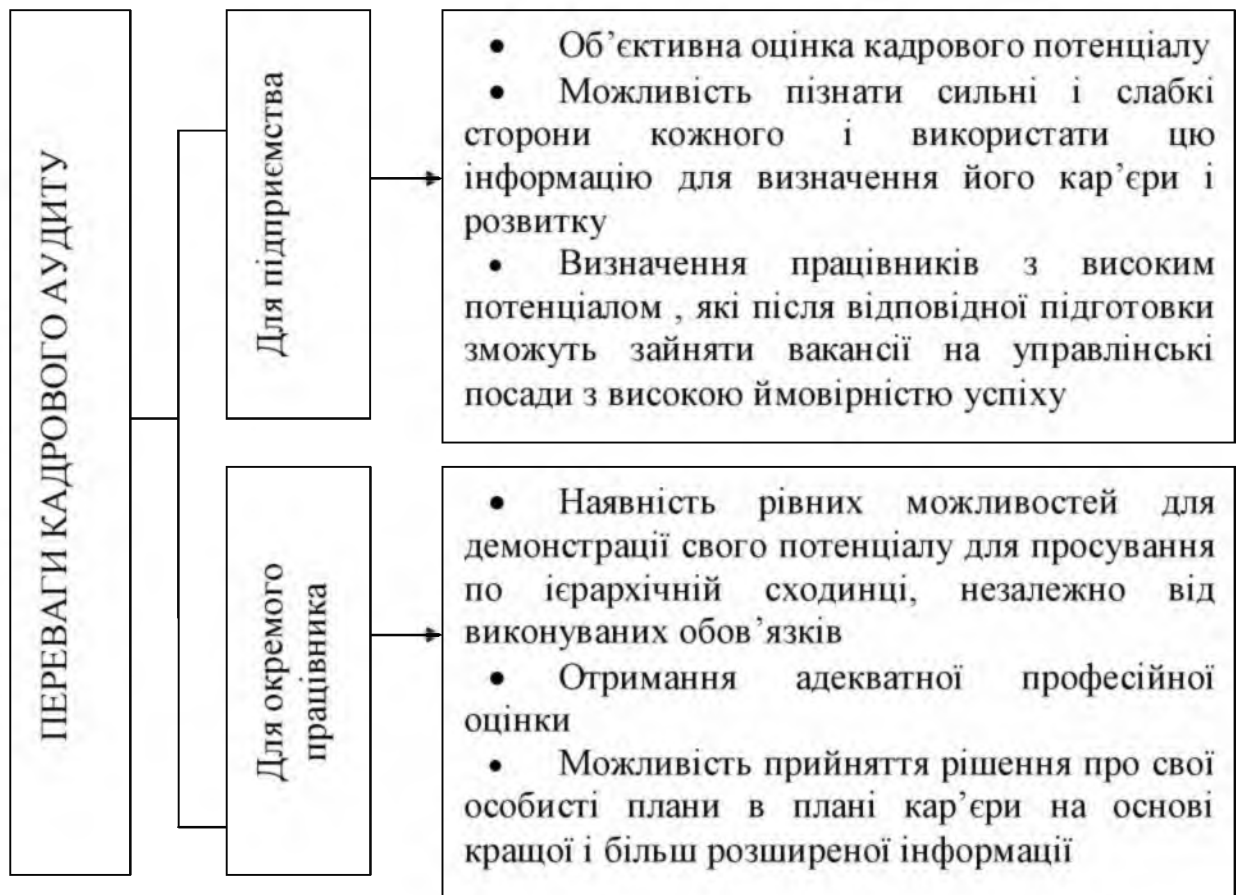 ПЕРЕВАГИ КАДРОВОГО АУДИТУ
Для підприємства
• Об’єктивна оцінка кадрового потенціалу
• Можливість пізнати сильні і слабкі
сторони кожного і використати цю
інформацію для визначення його кар’єри і
розвитку
• Визначення працівників з високим
потенціалом , які після відповідної підготовки
зможуть зайняти вакансії на управлінські
посади з високою ймовірністю успіху
Для окремого
працівника
• Наявність рівних можливостей для
демонстрації свого потенціалу для просування
по ієрархічній сходинці, незалежно від
виконуваних обов’язків
• Отримання адекватної професійної
оцінки
• Можливість прийняття рішення про свої
особисті плани в плані кар’єри на основі
кращої і більш розширеної інформації